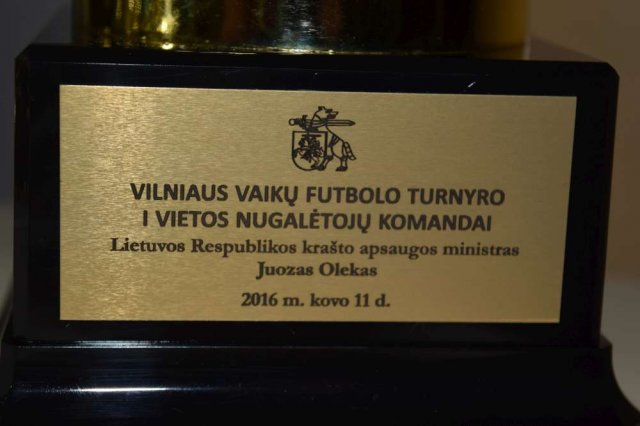 VILNIAUS VAIKŲ FUTBOLO TURNYRO
I VIETOS NUGALĖTOJŲ KOMANDAI
Lietuvos Respublikos krašto apsaugos ministras
Juozas Olekas
2016 m. kovo 11 d.